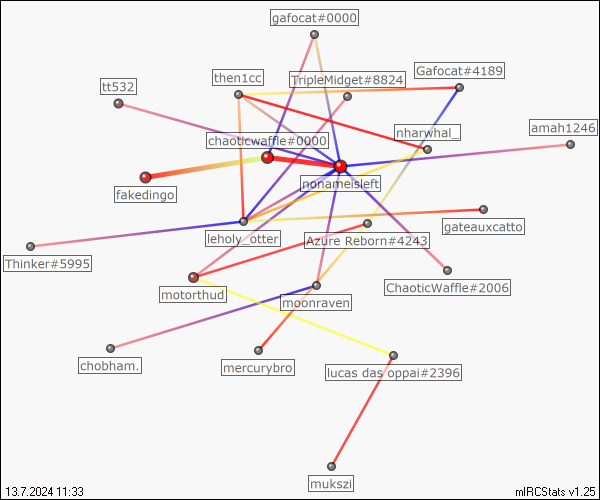 gafocat#0000
then1cc
TripleMidget#8824
Gafocat#4189
tt532
chaoticwaffle#0000
nharwhal_
amah1246
nonameisleft
fakedingo
gateauxcatto
leholy_otter
Azure Reborn#4243
Thinker#5995
motorthud
moonraven
ChaoticWaffle#2006
chobham.
mercurybro
lucas das oppai#2396
mukszi
13.7.2024 11:33
mIRCStats v1.25